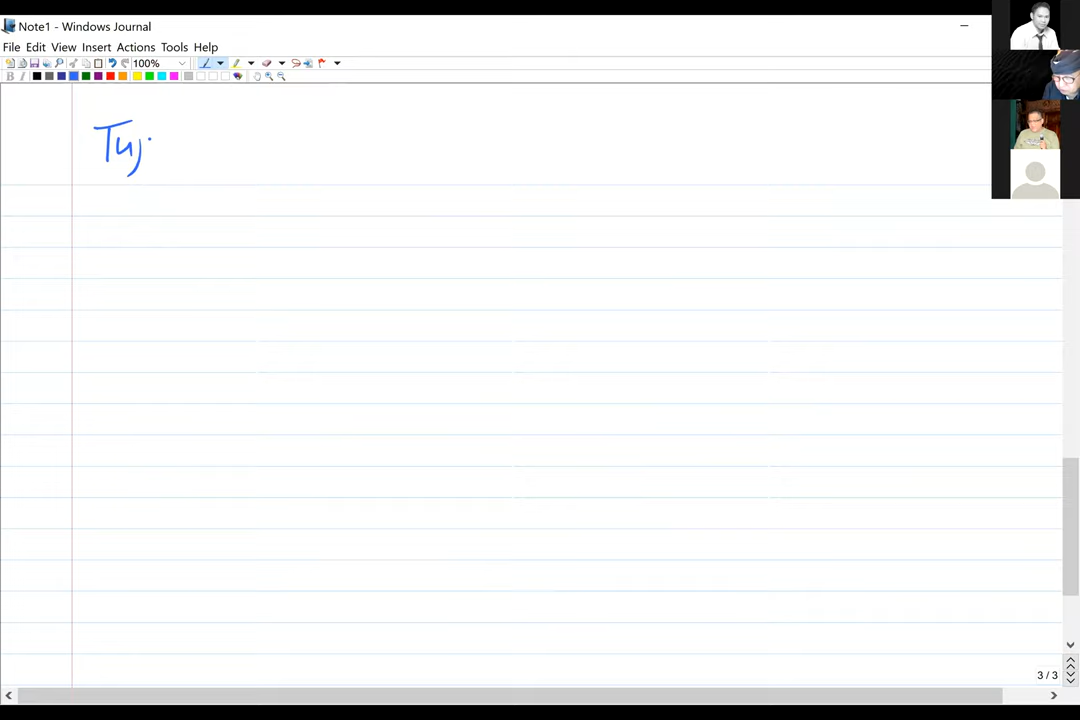 Note1 - Windows Journal
File Edit View Insert Actions Tools Help
100%
B I
Tuj
3 / 3